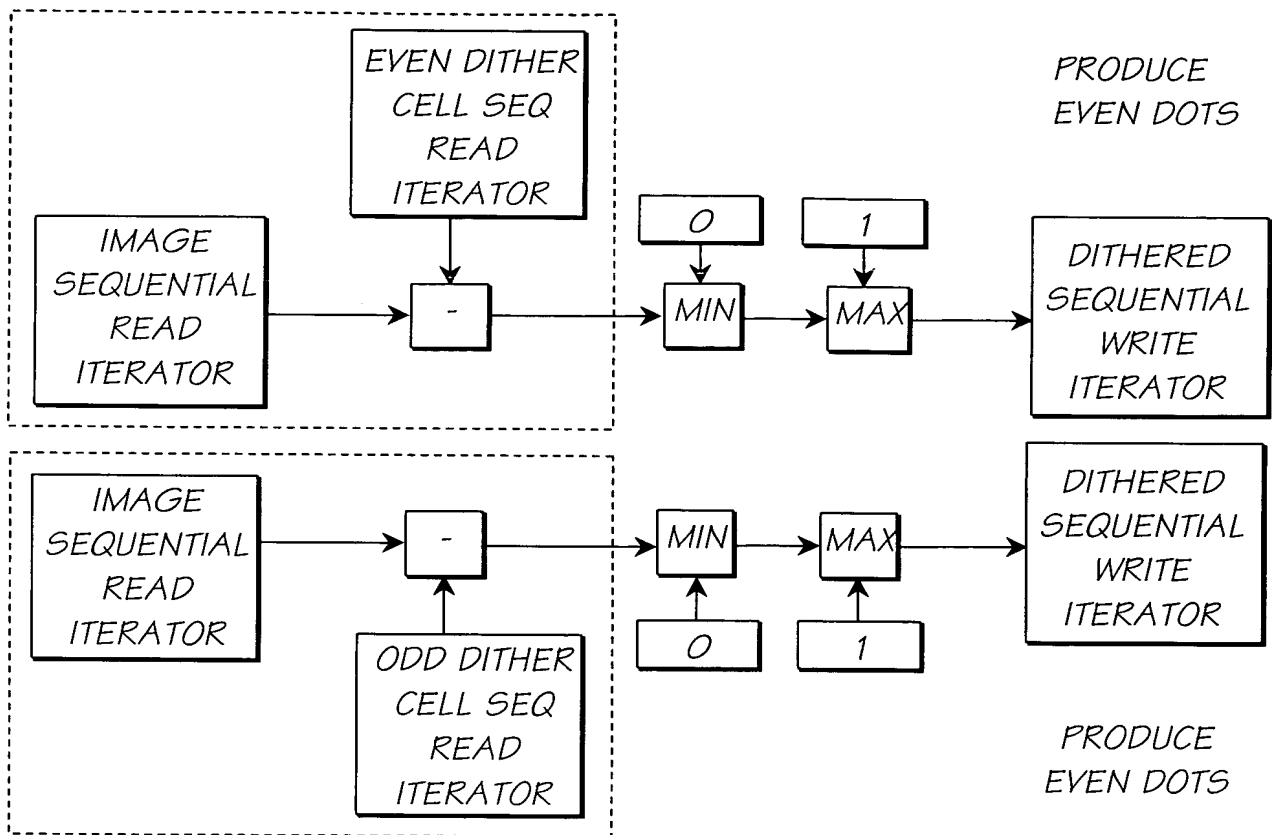 EVEN DITHER
CELL SEQ
READ
ITERATOR
PRODUCE
EVEN DOTS
IMAGE
SEQUENTIAL
READ
ITERATOR
-
0
1
MIN
MAX
DITHERED
SEQUENTIAL
WRITE
ITERATOR
IMAGE
SEQUENTIAL
READ
ITERATOR
-
MIN
MAX
0
1
DITHERED
SEQUENTIAL
WRITE
ITERATOR
ODD DITHER
CELL SEQ
READ
ITERATOR
PRODUCE
EVEN DOTS